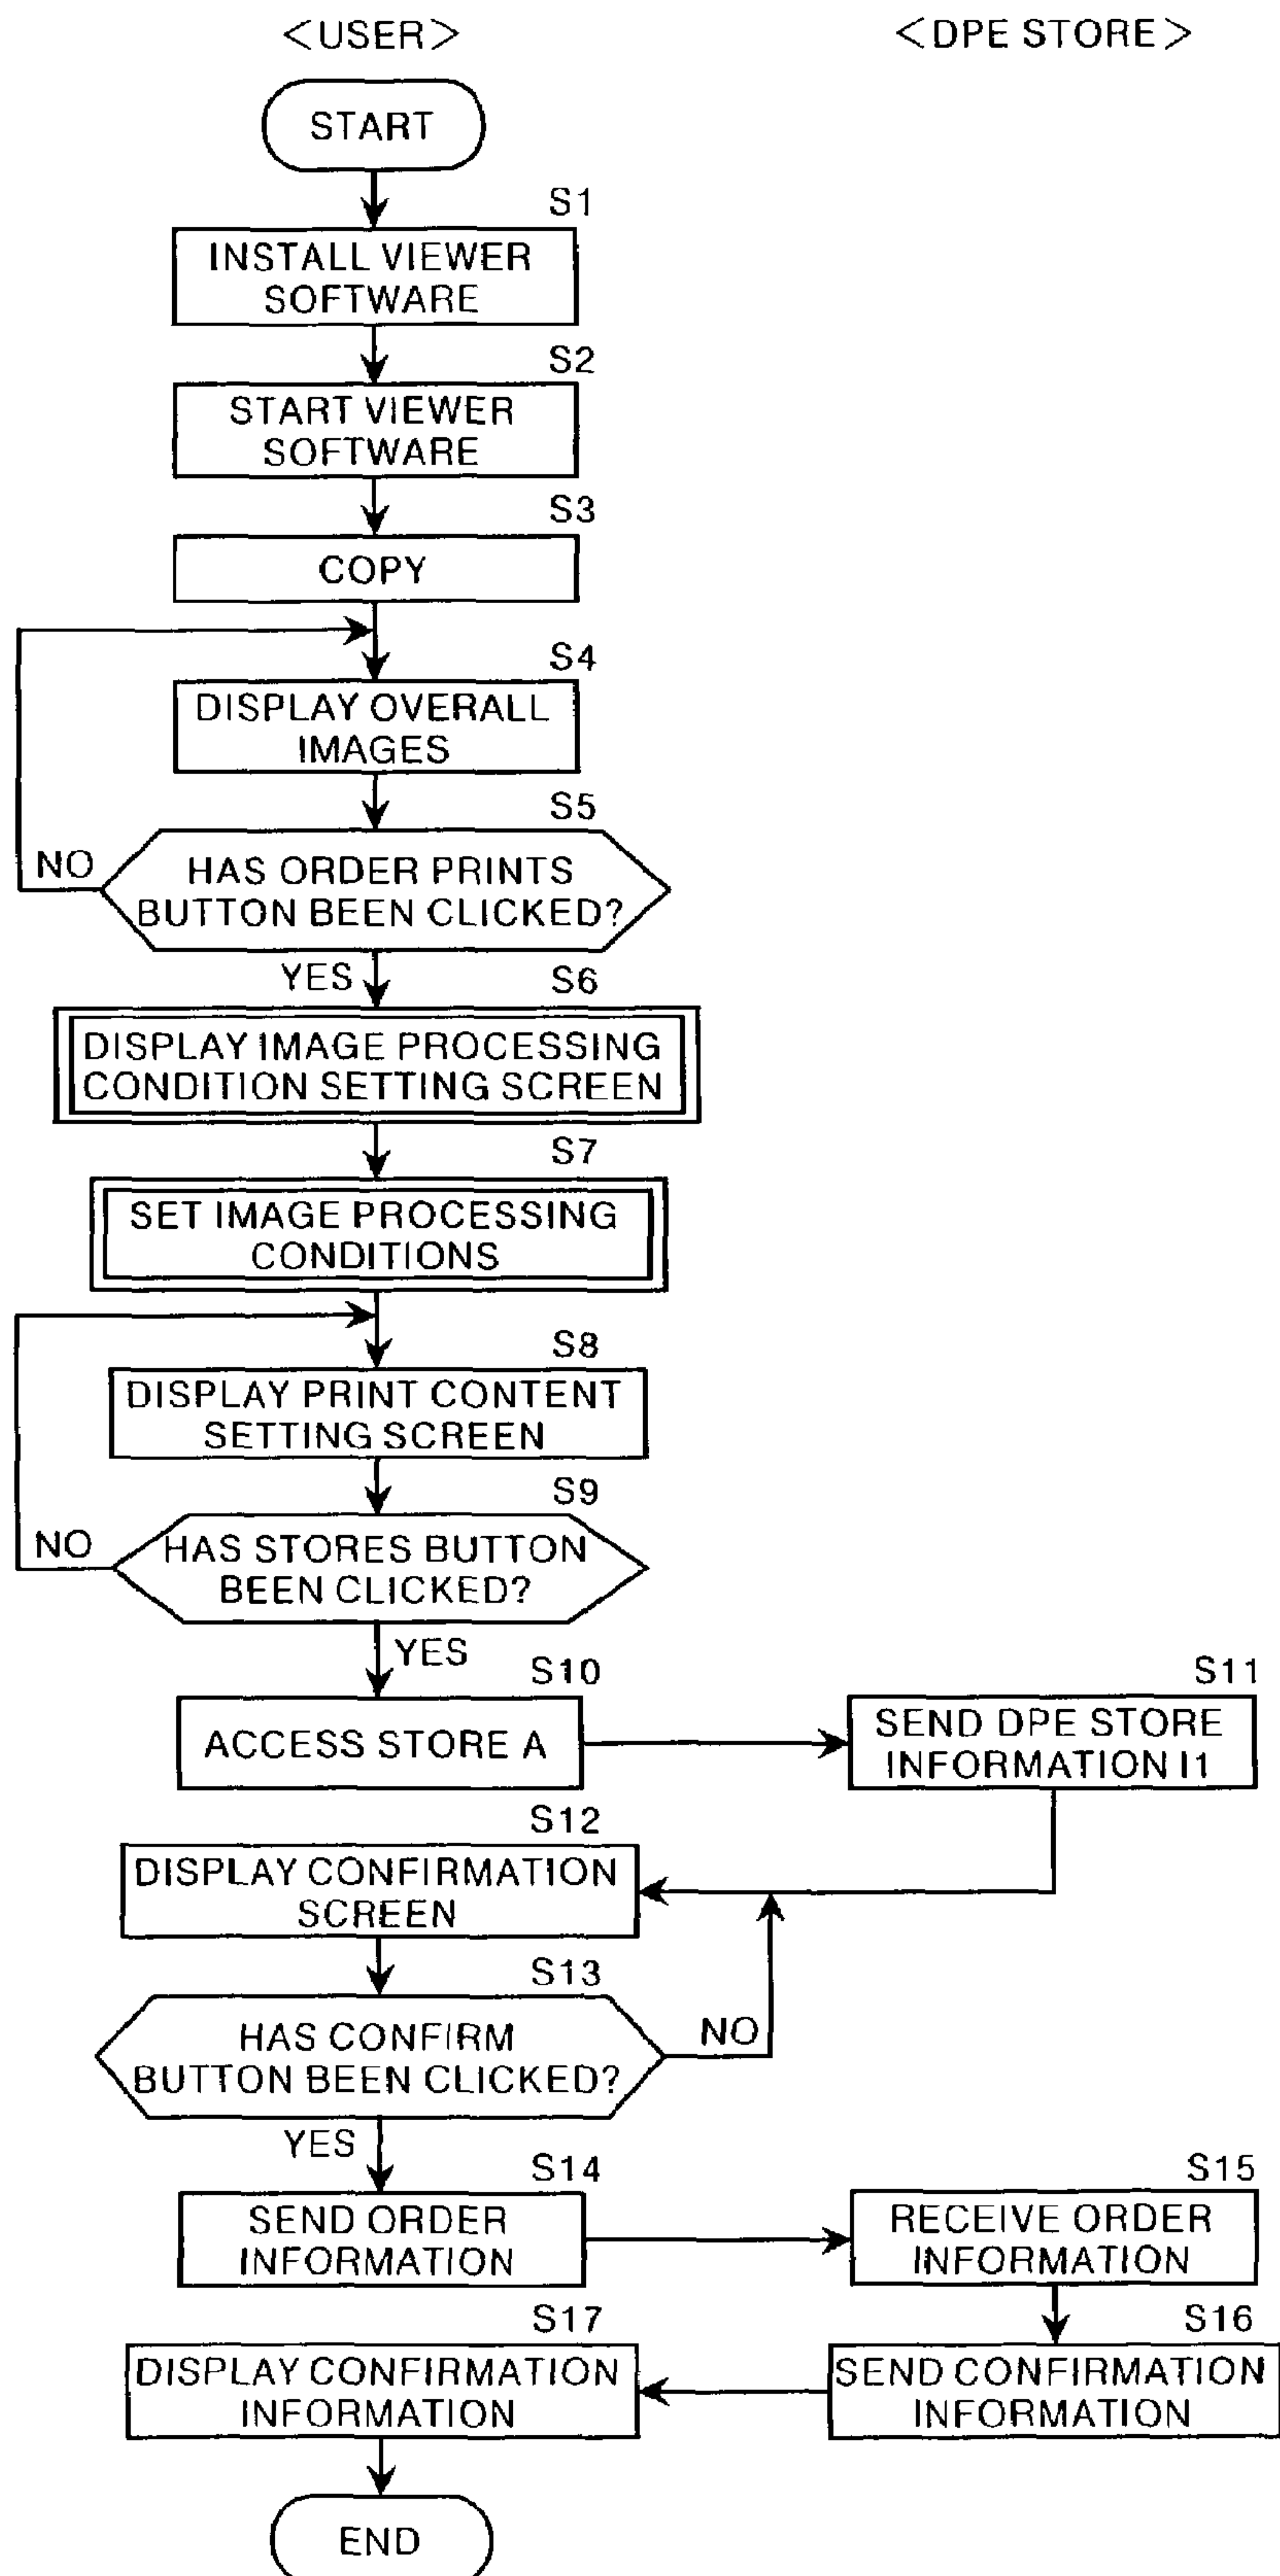 <USER>
<DPE STORE>
START
S1
INSTALL VIEWER
SOFTWARE
S2
START VIEWER
SOFTWARE
S3
COPY
S4
DISPLAY OVERALL
IMAGES
S5
NO
HAS ORDER PRINTS
BUTTON BEEN CLICKED?
YES
S6
DISPLAY IMAGE PROCESSING
CONDITION SETTING SCREEN
S7
SET IMAGE PROCESSING
CONDITIONS
S8
DISPLAY PRINT CONTENT
SETTING SCREEN
S9
NO
HAS STORES BUTTON
BEEN CLICKED?
YES
S10
ACCESS STORE A
S11
SEND DPE STORE
INFORMATION I1
S12
DISPLAY CONFIRMATION
SCREEN
S13
HAS CONFIRM
BUTTON BEEN CLICKED?
NO
YES
S14
SEND ORDER
INFORMATION
S15
RECEIVE ORDER
INFORMATION
S16
SEND CONFIRMATION
INFORMATION
S17
DISPLAY CONFIRMATION
INFORMATION
END